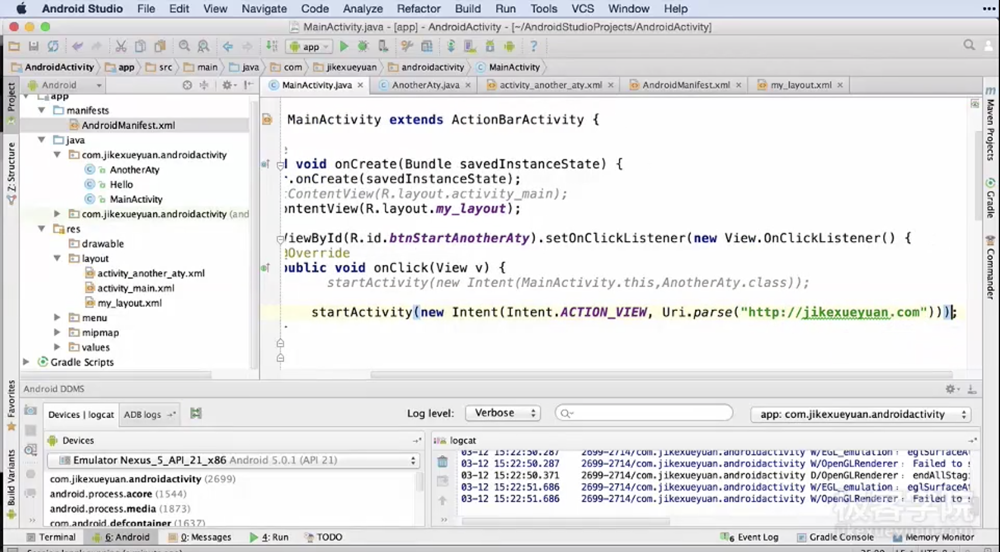 Android Studio File Edit View Navigate Code Analyze Refactor Build Run Tools VCS Window Help
MainActivity.java - [app] - AndroidActivity - [~/AndroidStudioProjects/AndroidActivity]
app
AndroidActivity app src main java com jikexueyuan androidactivity MainActivity
Project
Android
MainActivity.java AnotherAty.java activity_another_aty.xml AndroidManifest.xml my_layout.xml
app
manifests
AndroidManifest.xml
java
com.jikexueyuan.androidactivity
AnotherAty
Hello
MainActivity
com.jikexueyuan.androidactivity (and
res
drawable
layout
activity_another_aty.xml
activity_main.xml
my_layout.xml
menu
mipmap
values
Gradle Scripts
Z: Structure
Favorites
Build Variants
MainActivity extends ActionBarActivity {
void onCreate(Bundle savedInstanceState) {
.onCreate(savedInstanceState);
ContentView(R.layout.activity_main);
ontentView(R.layout.my_layout);
iewById(R.id.btnStartAnotherAty).setOnClickListener(new View.OnClickListener() {
@Override
public void onClick(View v) {
startActivity(new Intent(MainActivity.this,AnotherAty.class));
startActivity(new Intent(Intent.ACTION_VIEW, Uri.parse("http://jikexueyuan.com")));
Maven Projects
Gradle
Commander
Android DDMS
Devices | logcat ADB logs Log level: Verbose app: com.jikexueyuan.androidactivity
Devices
Emulator Nexus_5_API_21_x86 Android 5.0.1 (API 21)
com.jikexueyuan.androidactivity (2699)
android.process.acore (1544)
android.process.media (1873)
com.android.defcontainer (1637)
logcat
03-12 15:22:50.287 2699-2714/com.jikexueyuan.androidactivity W/EGL_emulation: eglSurfaceAt
03-12 15:22:50.287 2699-2714/com.jikexueyuan.androidactivity W/OpenGLRenderer: Failed to s
03-12 15:22:50.371 2699-2714/com.jikexueyuan.androidactivity D/OpenGLRenderer: endAllStag
03-12 15:22:51.686 2699-2714/com.jikexueyuan.androidactivity W/EGL_emulation: eglSurfaceAt
03-12 15:22:51.686 2699-2714/com.jikexueyuan.androidactivity W/OpenGLRenderer: Failed to s
极客学院
jikexueyuan.com
Terminal 6: Android 0: Messages 4: Run TODO 6 Event Log Gradle Console Memory Monitor